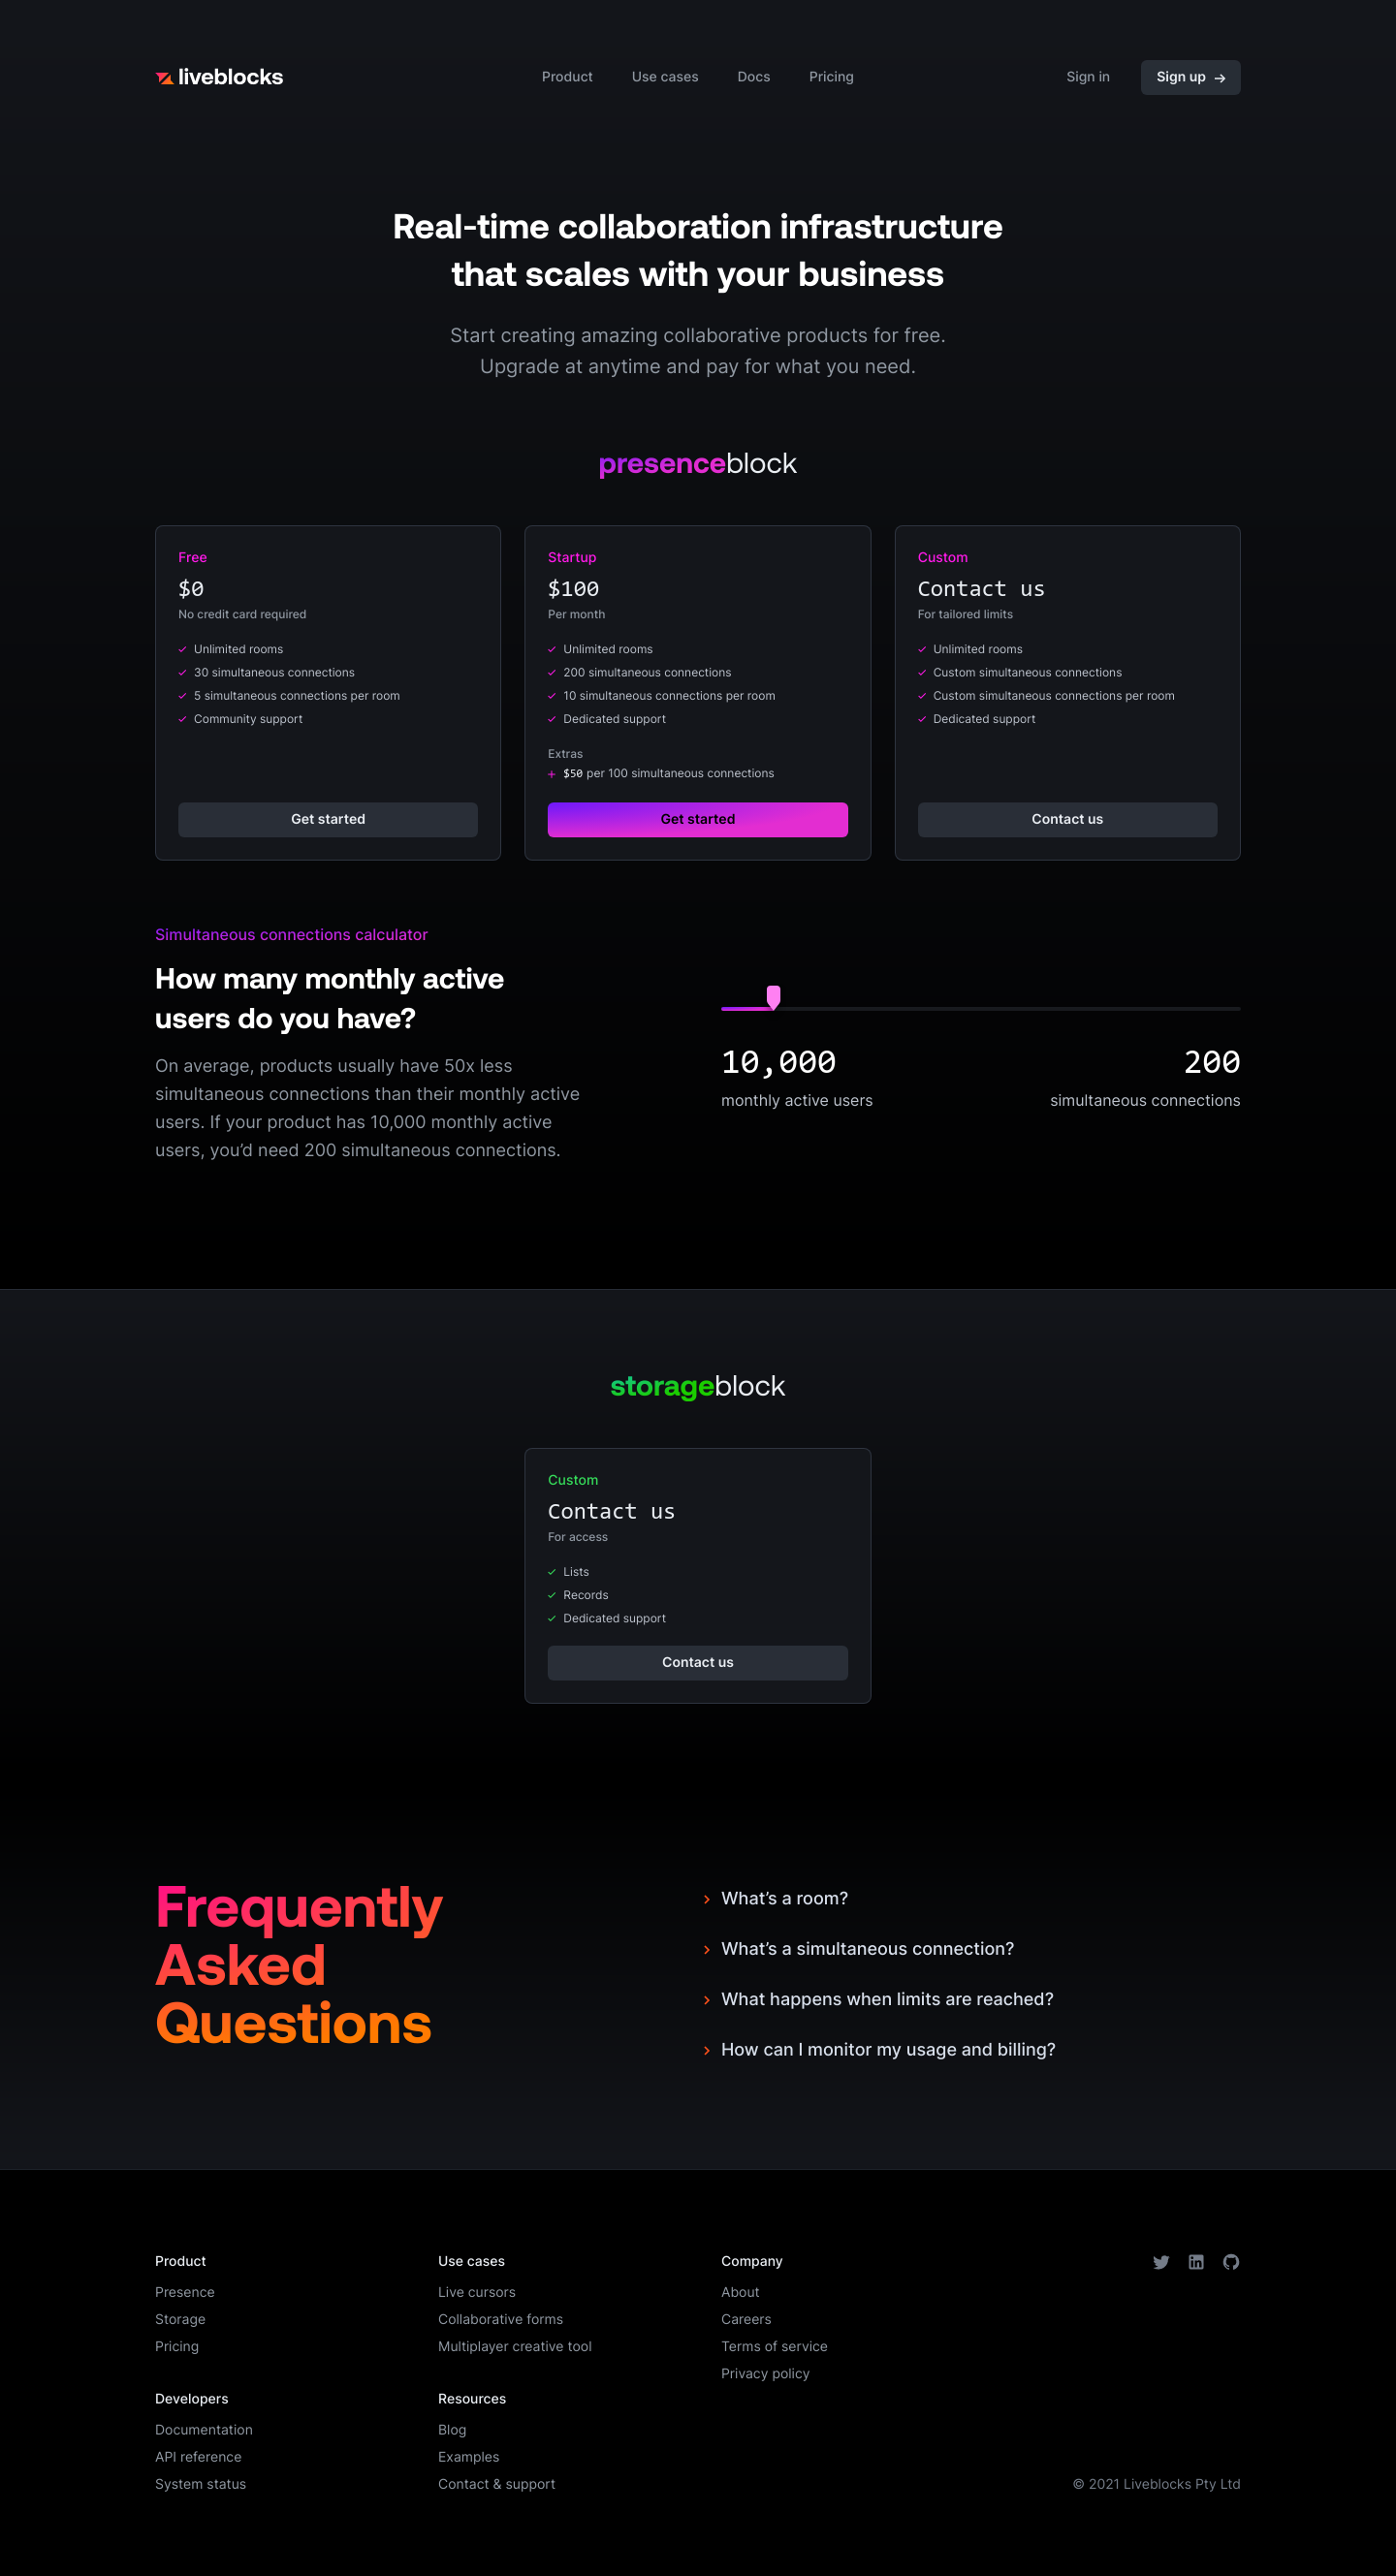 liveblocks
Product
Use cases
Docs
Pricing
Sign in
Sign up →
Real-time collaboration infrastructure
that scales with your business
Start creating amazing collaborative products for free.
Upgrade at anytime and pay for what you need.
presenceblock
Free
$0
No credit card required
Unlimited rooms
30 simultaneous connections
5 simultaneous connections per room
Community support
Get started
Startup
$100
Per month
Unlimited rooms
200 simultaneous connections
10 simultaneous connections per room
Dedicated support
Extras
+ $50 per 100 simultaneous connections
Get started
Custom
Contact us
For tailored limits
Unlimited rooms
Custom simultaneous connections
Custom simultaneous connections per room
Dedicated support
Contact us
Simultaneous connections calculator
How many monthly active
users do you have?
On average, products usually have 50x less
simultaneous connections than their monthly active
users. If your product has 10,000 monthly active
users, you’d need 200 simultaneous connections.
10,000
monthly active users
200
simultaneous connections
storageblock
Custom
Contact us
For access
Lists
Records
Dedicated support
Contact us
Frequently
Asked
Questions
What’s a room?
What’s a simultaneous connection?
What happens when limits are reached?
How can I monitor my usage and billing?
Product
Presence
Storage
Pricing
Use cases
Live cursors
Collaborative forms
Multiplayer creative tool
Company
About
Careers
Terms of service
Privacy policy
Developers
Documentation
API reference
System status
Resources
Blog
Examples
Contact & support
© 2021 Liveblocks Pty Ltd